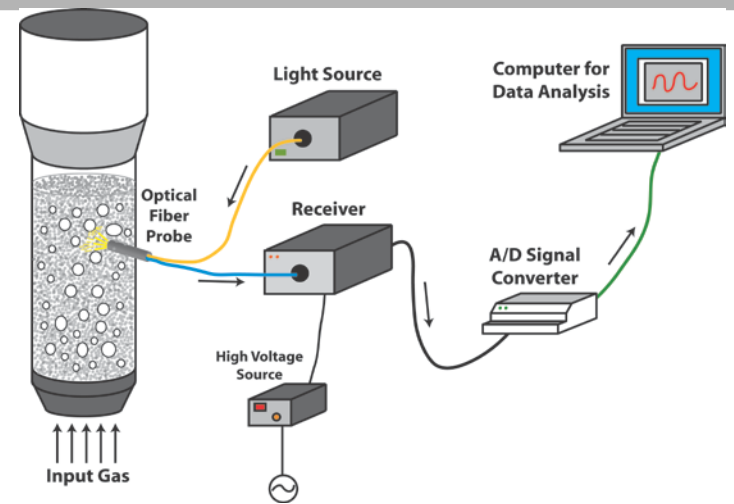 Light Source
Computer for
Data Analysis
Optical
Fiber
Probe
Receiver
A/D Signal
Converter
High Voltage
Source
Input Gas